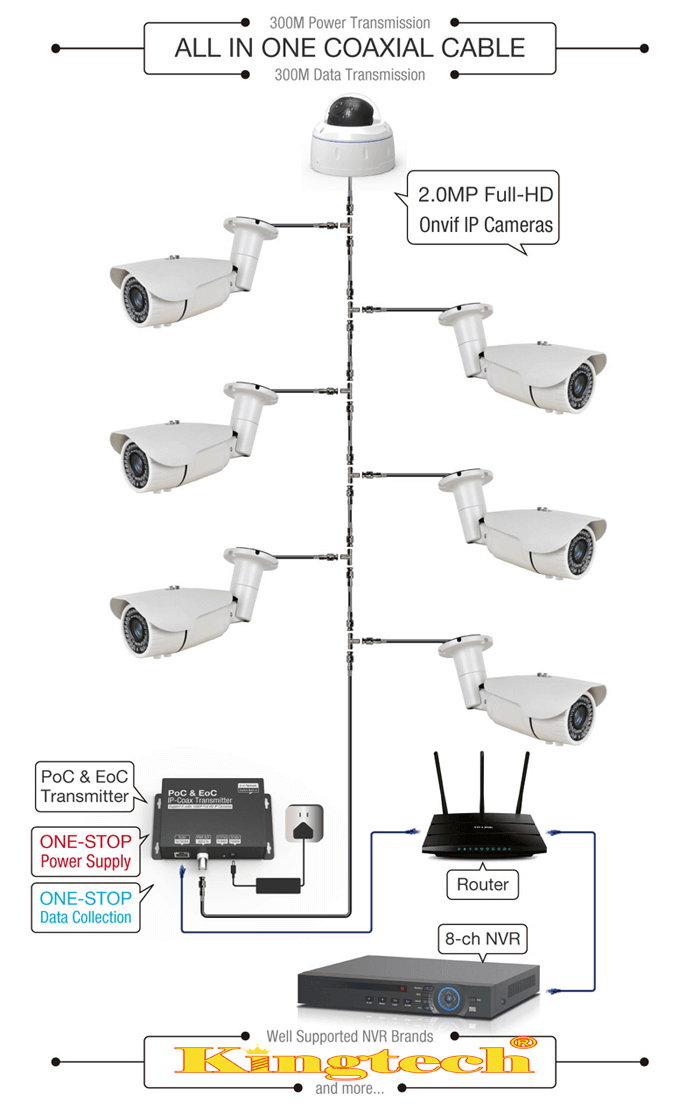 300M Power Transmission
ALL IN ONE COAXIAL CABLE
300M Data Transmission
2.0MP Full-HD
Onvif IP Cameras
PoC & EoC
Transmitter
PoC & EoC
IP-Coax Transmitter
ONE-STOP
Power Supply
ONE-STOP
Data Collection
TP-LINK
Router
8-ch NVR
Well Supported NVR Brands
Kingtech®
and more...